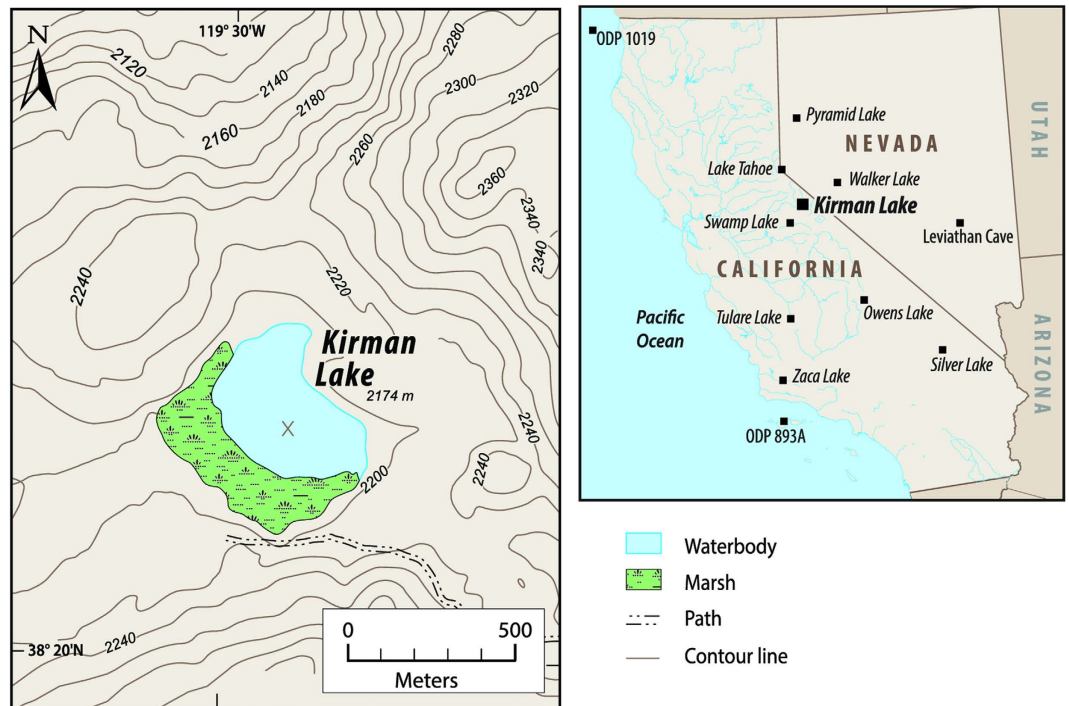 N
119° 30'W
2120
2140
2180
2160
2280
2300
2320
2260
2360
2340
2340
2240
2220
Kirman
Lake
2174 m
2240
2240
2200
2240
38° 20'N
0 500
Meters
ODP 1019
Pyramid Lake
NEVADA
UTAH
Lake Tahoe
Walker Lake
Kirman Lake
Swamp Lake
Leviathan Cave
CALIFORNIA
Pacific
Ocean
Tulare Lake
Owens Lake
ARIZONA
Silver Lake
Zaca Lake
ODP 893A
Waterbody
Marsh
Path
Contour line